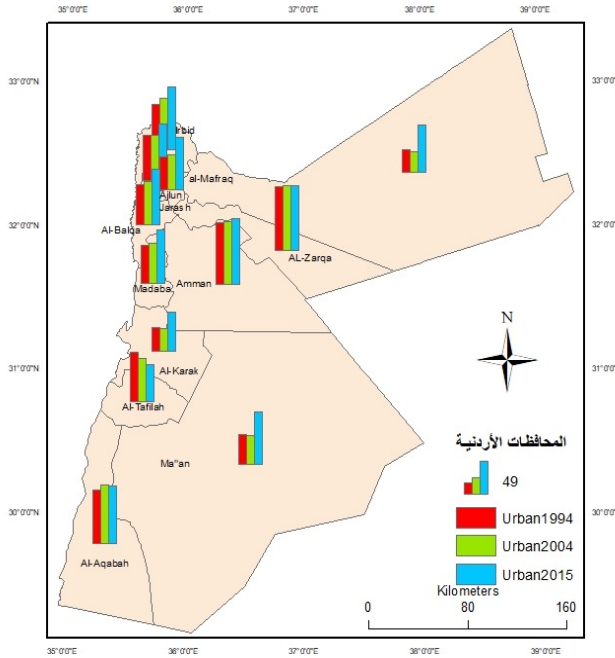 35°0'0"E 36°0'0"E 37°0'0"E 38°0'0"E 39°0'0"E
33°0'0"N 33°0'0"N
Irbid
al-Mafraq
Ajlun
Jarash
32°0'0"N 32°0'0"N
Al-Balqa
AL-Zarqa
Madaba Amman
N
31°0'0"N 31°0'0"N
Al-Karak
Al-Tafilah
المحافظات الأردنية
Ma"an
49
30°0'0"N 30°0'0"N
Urban1994
Urban2004
Al-Aqabah
Urban2015
Kilometers
0 80 160
35°0'0"E 36°0'0"E 37°0'0"E 38°0'0"E 39°0'0"E